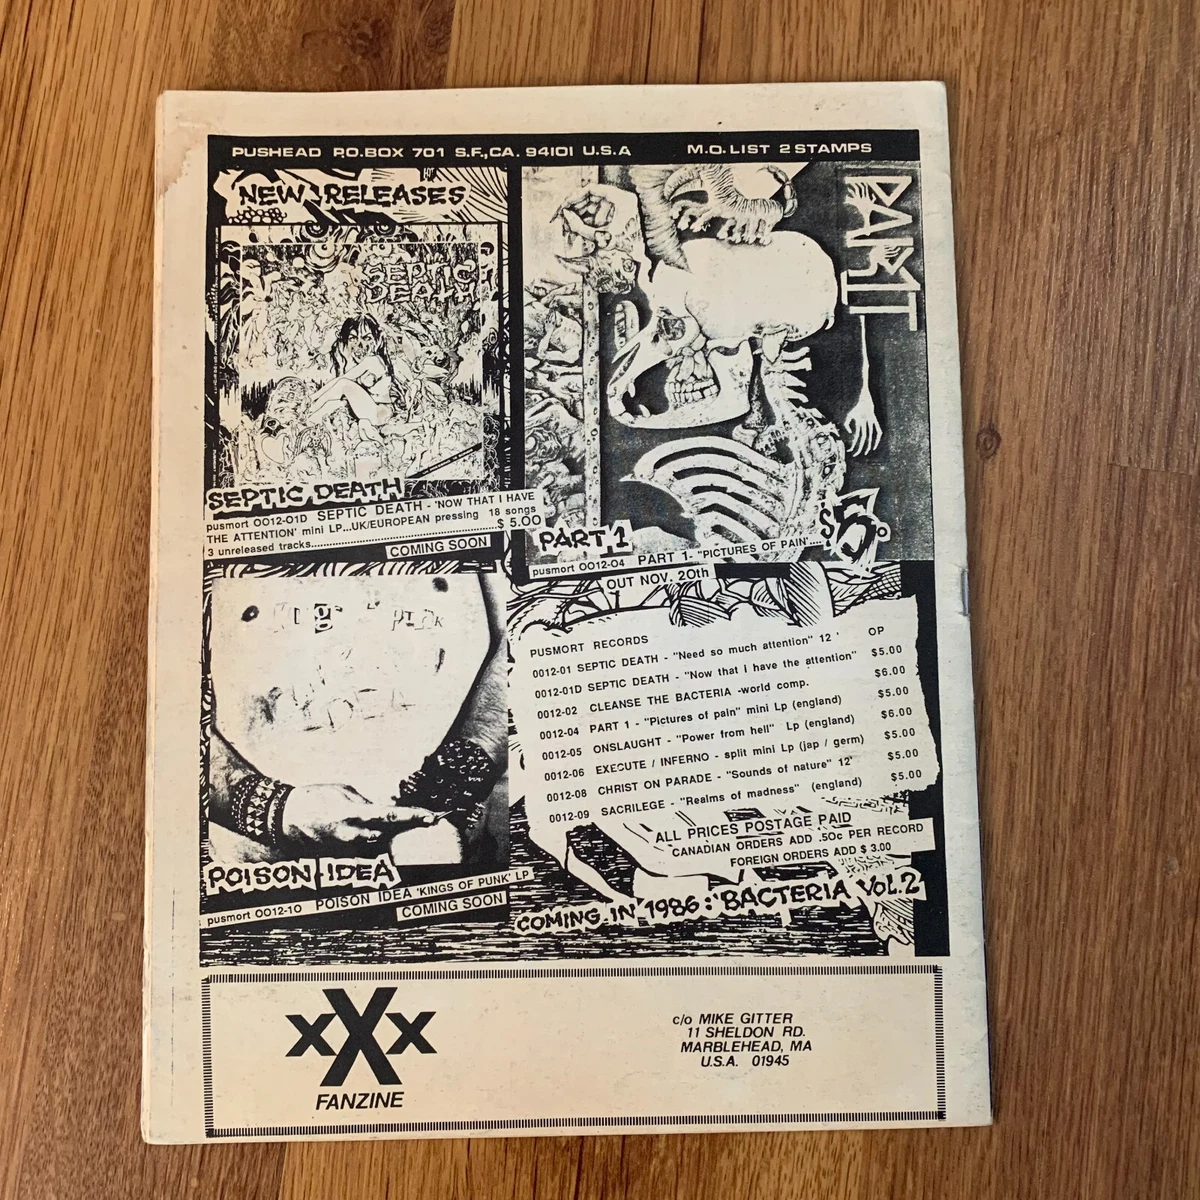 PUSHEAD P.O.BOX 701 S.F.,CA. 94101 U.S.A M.O. LIST 2 STAMPS
NEW RELEASES
SEPTIC DEATH
SEPTIC DEATH
pusmort 0012-01D SEPTIC DEATH - 'NOW THAT I HAVE
THE ATTENTION' mini LP...UK/EUROPEAN pressing 18 songs
3 unreleased tracks...............................................$ 5.00
COMING SOON
PART 1
PART 1
$5.00
pusmort 0012-04 PART 1- "PICTURES OF PAIN'....
OUT NOV. 20th
POISON IDEA
pusmort 0012-10 POISON IDEA 'KINGS OF PUNK' LP
COMING SOON
PUSMORT RECORDS
0012-01 SEPTIC DEATH - "Need so much attention" 12 ' OP
0012-01D SEPTIC DEATH - "Now that I have the attention" $5.00
0012-02 CLEANSE THE BACTERIA -world comp. $6.00
0012-04 PART 1 - "Pictures of pain" mini Lp (england) $5.00
0012-05 ONSLAUGHT - "Power from hell" Lp (england) $6.00
0012-06 EXECUTE / INFERNO - split mini Lp (jap / germ) $5.00
0012-08 CHRIST ON PARADE - "Sounds of nature" 12' $5.00
0012-09 SACRILEGE - "Realms of madness" (england) $5.00
ALL PRICES POSTAGE PAID
CANADIAN ORDERS ADD .50c PER RECORD
FOREIGN ORDERS ADD $ 3.00
COMING IN 1986: 'BACTERIA VOL.2
XXX
FANZINE
c/o MIKE GITTER
11 SHELDON RD.
MARBLEHEAD, MA
U.S.A. 01945